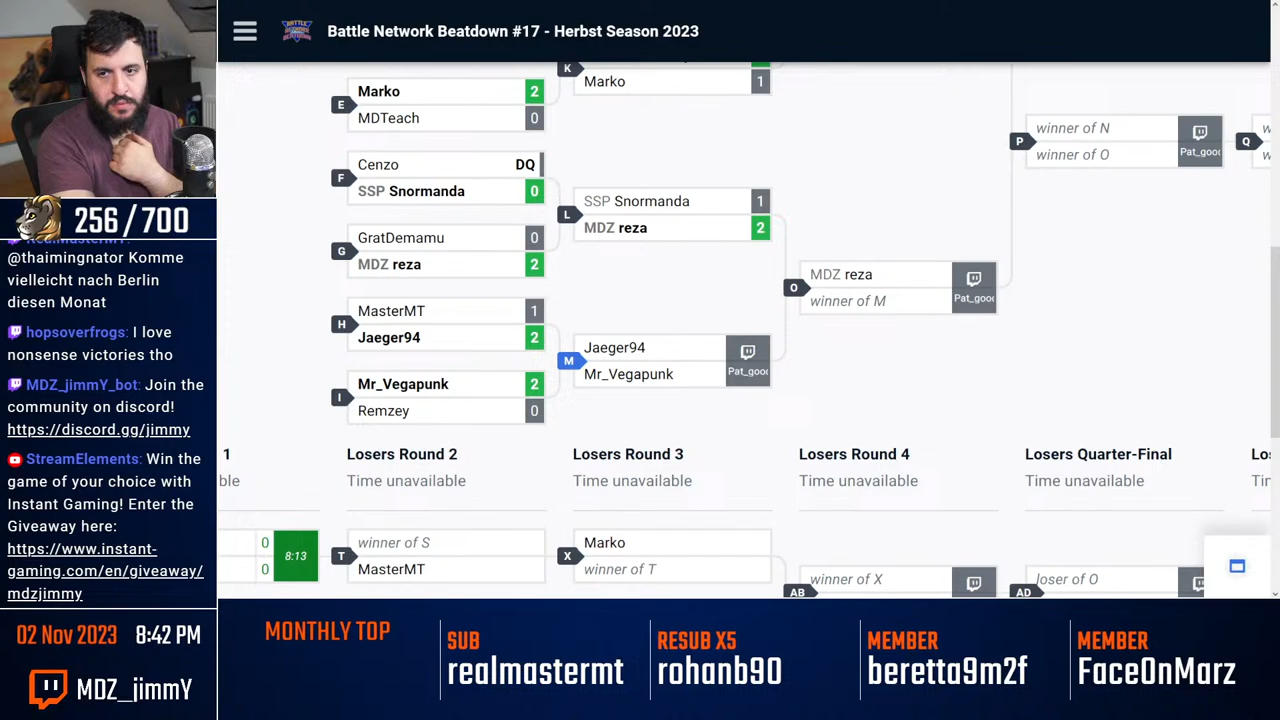 Battle Network Beatdown #17 - Herbst Season 2023
256 / 700
@thaimingnator Komme
vielleicht nach Berlin
diesen Monat
hopsoverfrogs: I love
nonsense victories tho
MDZ_jimmY_bot: Join the
community on discord!
https://discord.gg/jimmy
StreamElements: Win the
game of your choice with
Instant Gaming! Enter the
Giveaway here:
https://www.instant-
gaming.com/en/giveaway/
mdzjimmy
02 Nov 2023 8:42 PM
MDZ_jimmY
E
Marko 2
MDTeach 0
F
Cenzo DQ
SSP Snormanda 0
G
GratDemamu 0
MDZ reza 2
H
MasterMT 1
Jaeger94 2
I
Mr_Vegapunk 2
Remzey 0
K
Marko 1
L
SSP Snormanda 1
MDZ reza 2
M
Jaeger94
Mr_Vegapunk
Pat_good
O
MDZ reza
winner of M
Pat_good
P
winner of N
winner of O
Pat_good
Q
1
Losers Round 2
Time unavailable
Losers Round 3
Time unavailable
Losers Round 4
Time unavailable
Losers Quarter-Final
Time unavailable
0
0
8:13
T
winner of S
MasterMT
X
Marko
winner of T
AB
winner of X
AD
loser of O
MONTHLY TOP
SUB
realmastermt
RESUB X5
rohanb90
MEMBER
beretta9m2f
MEMBER
FaceOnMarz